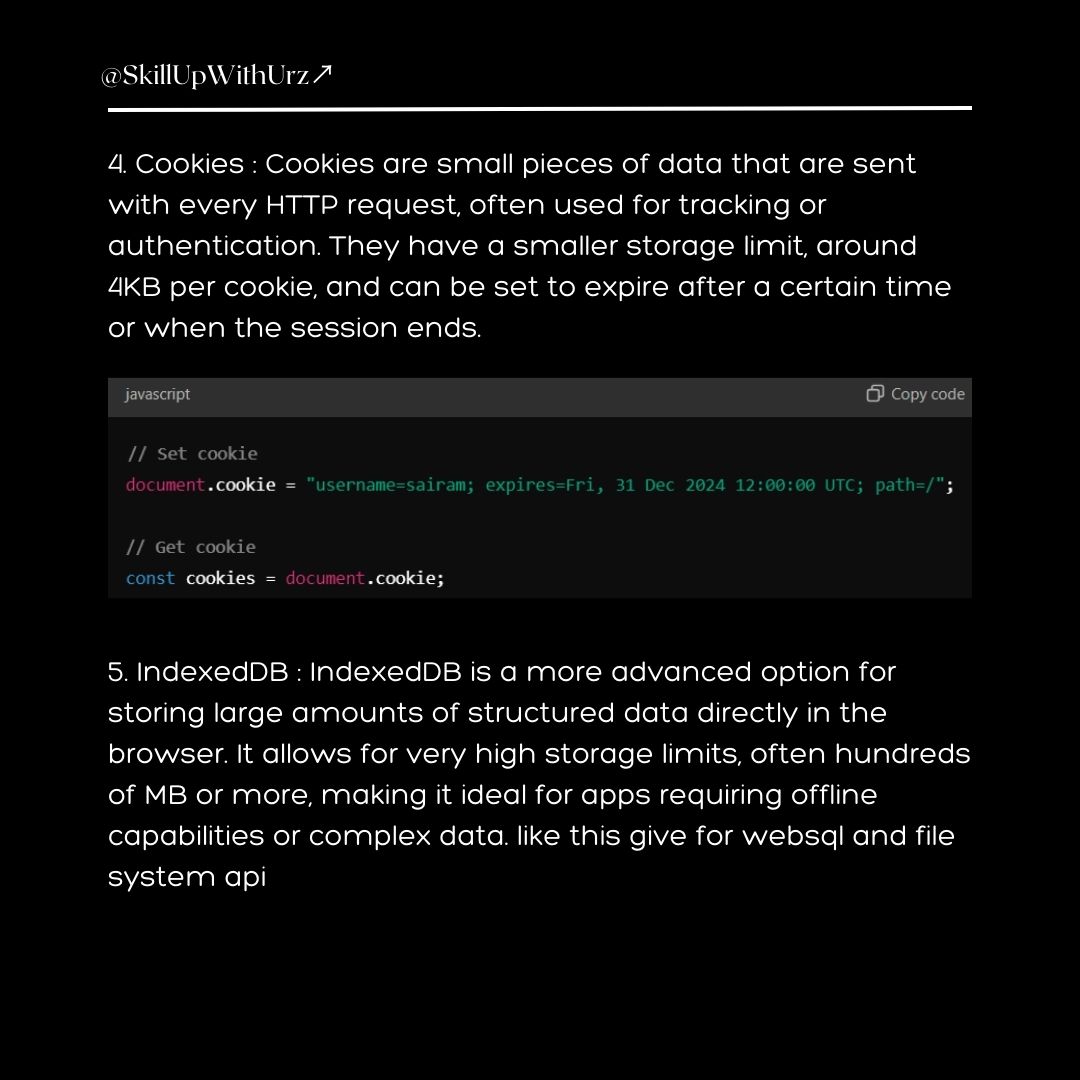 @SkillUpWithUrz↗
4. Cookies : Cookies are small pieces of data that are sent
with every HTTP request, often used for tracking or
authentication. They have a smaller storage limit, around
4KB per cookie, and can be set to expire after a certain time
or when the session ends.
javascript Copy code
// Set cookie
document.cookie = "username=sairam; expires=Fri, 31 Dec 2024 12:00:00 UTC; path=/";
// Get cookie
const cookies = document.cookie;
5. IndexedDB : IndexedDB is a more advanced option for
storing large amounts of structured data directly in the
browser. It allows for very high storage limits, often hundreds
of MB or more, making it ideal for apps requiring offline
capabilities or complex data. like this give for websql and file
system api